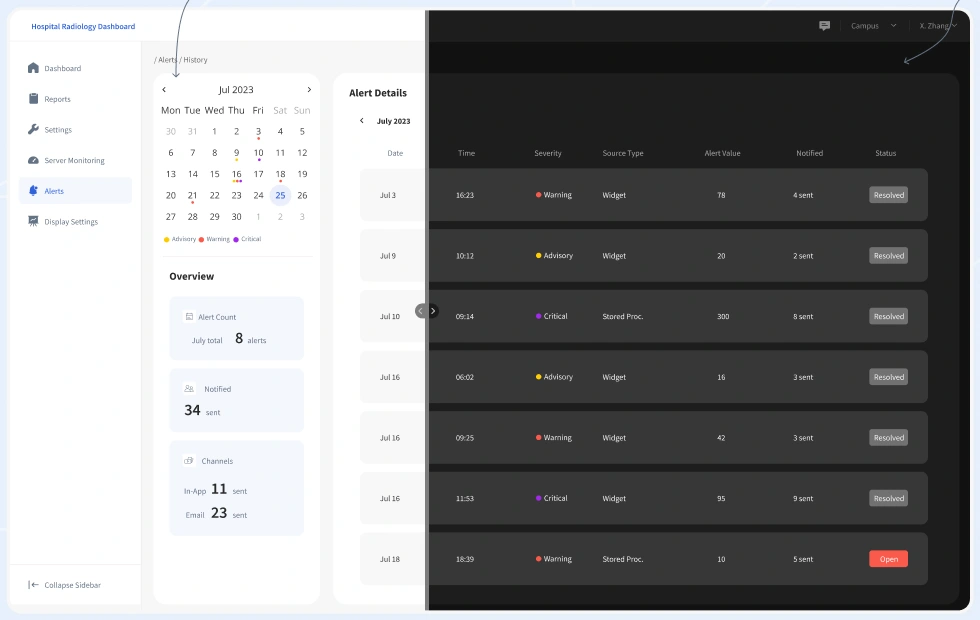 Hospital Radiology Dashboard
Campus
X. Zhang
Dashboard
Reports
Settings
Server Monitoring
Alerts
Display Settings
Collapse Sidebar
/ Alerts / History
Jul 2023
Mon Tue Wed Thu Fri Sat Sun
30 31 1 2 3 4 5
6 7 8 9 10 11 12
13 14 15 16 17 18 19
20 21 22 23 24 25 26
27 28 29 30 1 2 3
Advisory Warning Critical
Overview
Alert Count
July total 8 alerts
Notified
34 sent
Channels
In-App 11 sent
Email 23 sent
Alert Details
July 2023
Date Time Severity Source Type Alert Value Notified Status
Jul 3 16:23 Warning Widget 78 4 sent Resolved
Jul 9 10:12 Advisory Widget 20 2 sent Resolved
Jul 10 09:14 Critical Stored Proc. 300 8 sent Resolved
Jul 16 06:02 Advisory Widget 16 3 sent Resolved
Jul 16 09:25 Warning Widget 42 3 sent Resolved
Jul 16 11:53 Critical Widget 95 9 sent Resolved
Jul 18 18:39 Warning Stored Proc. 10 5 sent Open